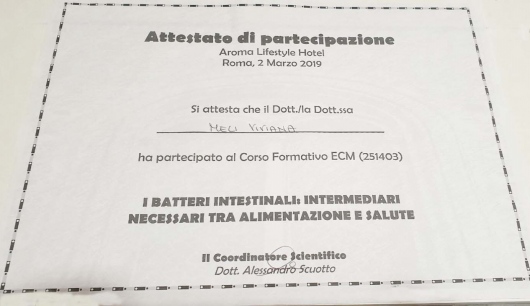 Attestato di partecipazione
Aroma Lifestyle Hotel
Roma, 2 Marzo 2019
Si attesta che il Dott./la Dott.ssa
MELI VIVIANA
ha partecipato al Corso Formativo ECM (251403)
I BATTERI INTESTINALI: INTERMEDIARI
NECESSARI TRA ALIMENTAZIONE E SALUTE
Il Coordinatore Scientifico
Dott. Alessandro Scuotto